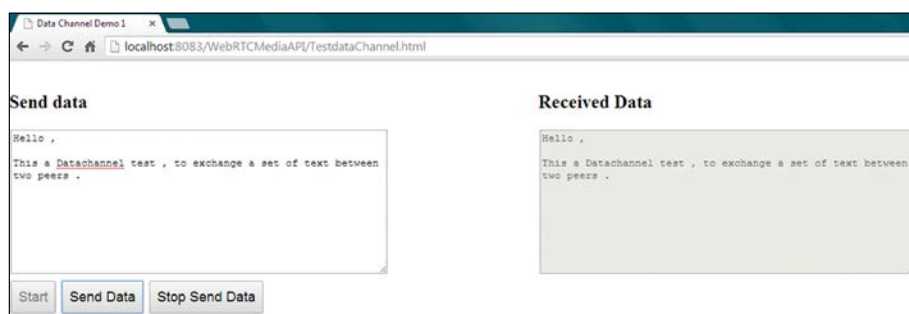 Data Channel Demo 1
localhost:8083/WebRTCMediaAPI/TestdataChannel.html
Send data
Hello ,
This a Datachannel test , to exchange a set of text between
two peers .
Start Send Data Stop Send Data
Received Data
Hello ,
This a Datachannel test , to exchange a set of text between
two peers .